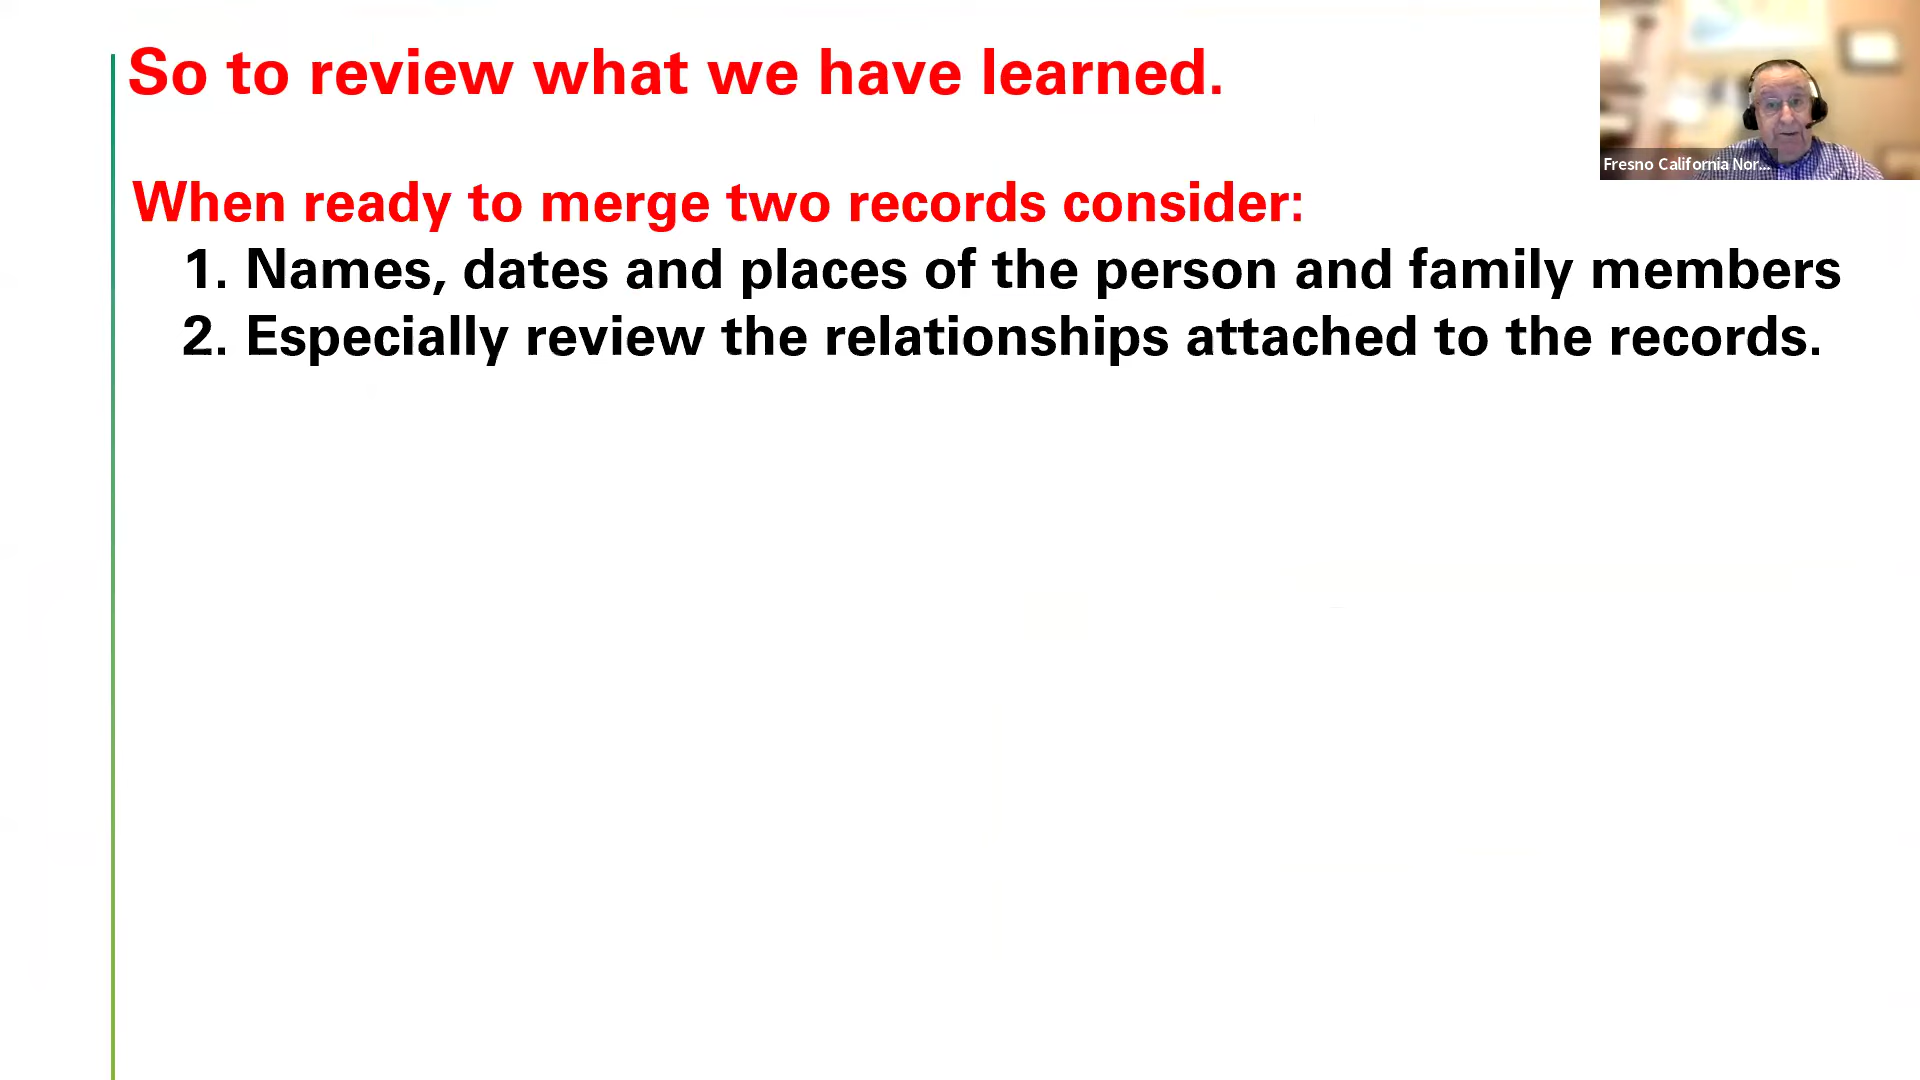 So to review what we have learned.
When ready to merge two records consider:
1. Names, dates and places of the person and family members
2. Especially review the relationships attached to the records.
Fresno California Nor...